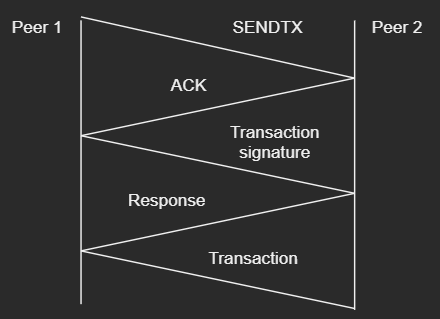 Peer 1
SENDTX
Peer 2
ACK
Transaction
signature
Response
Transaction